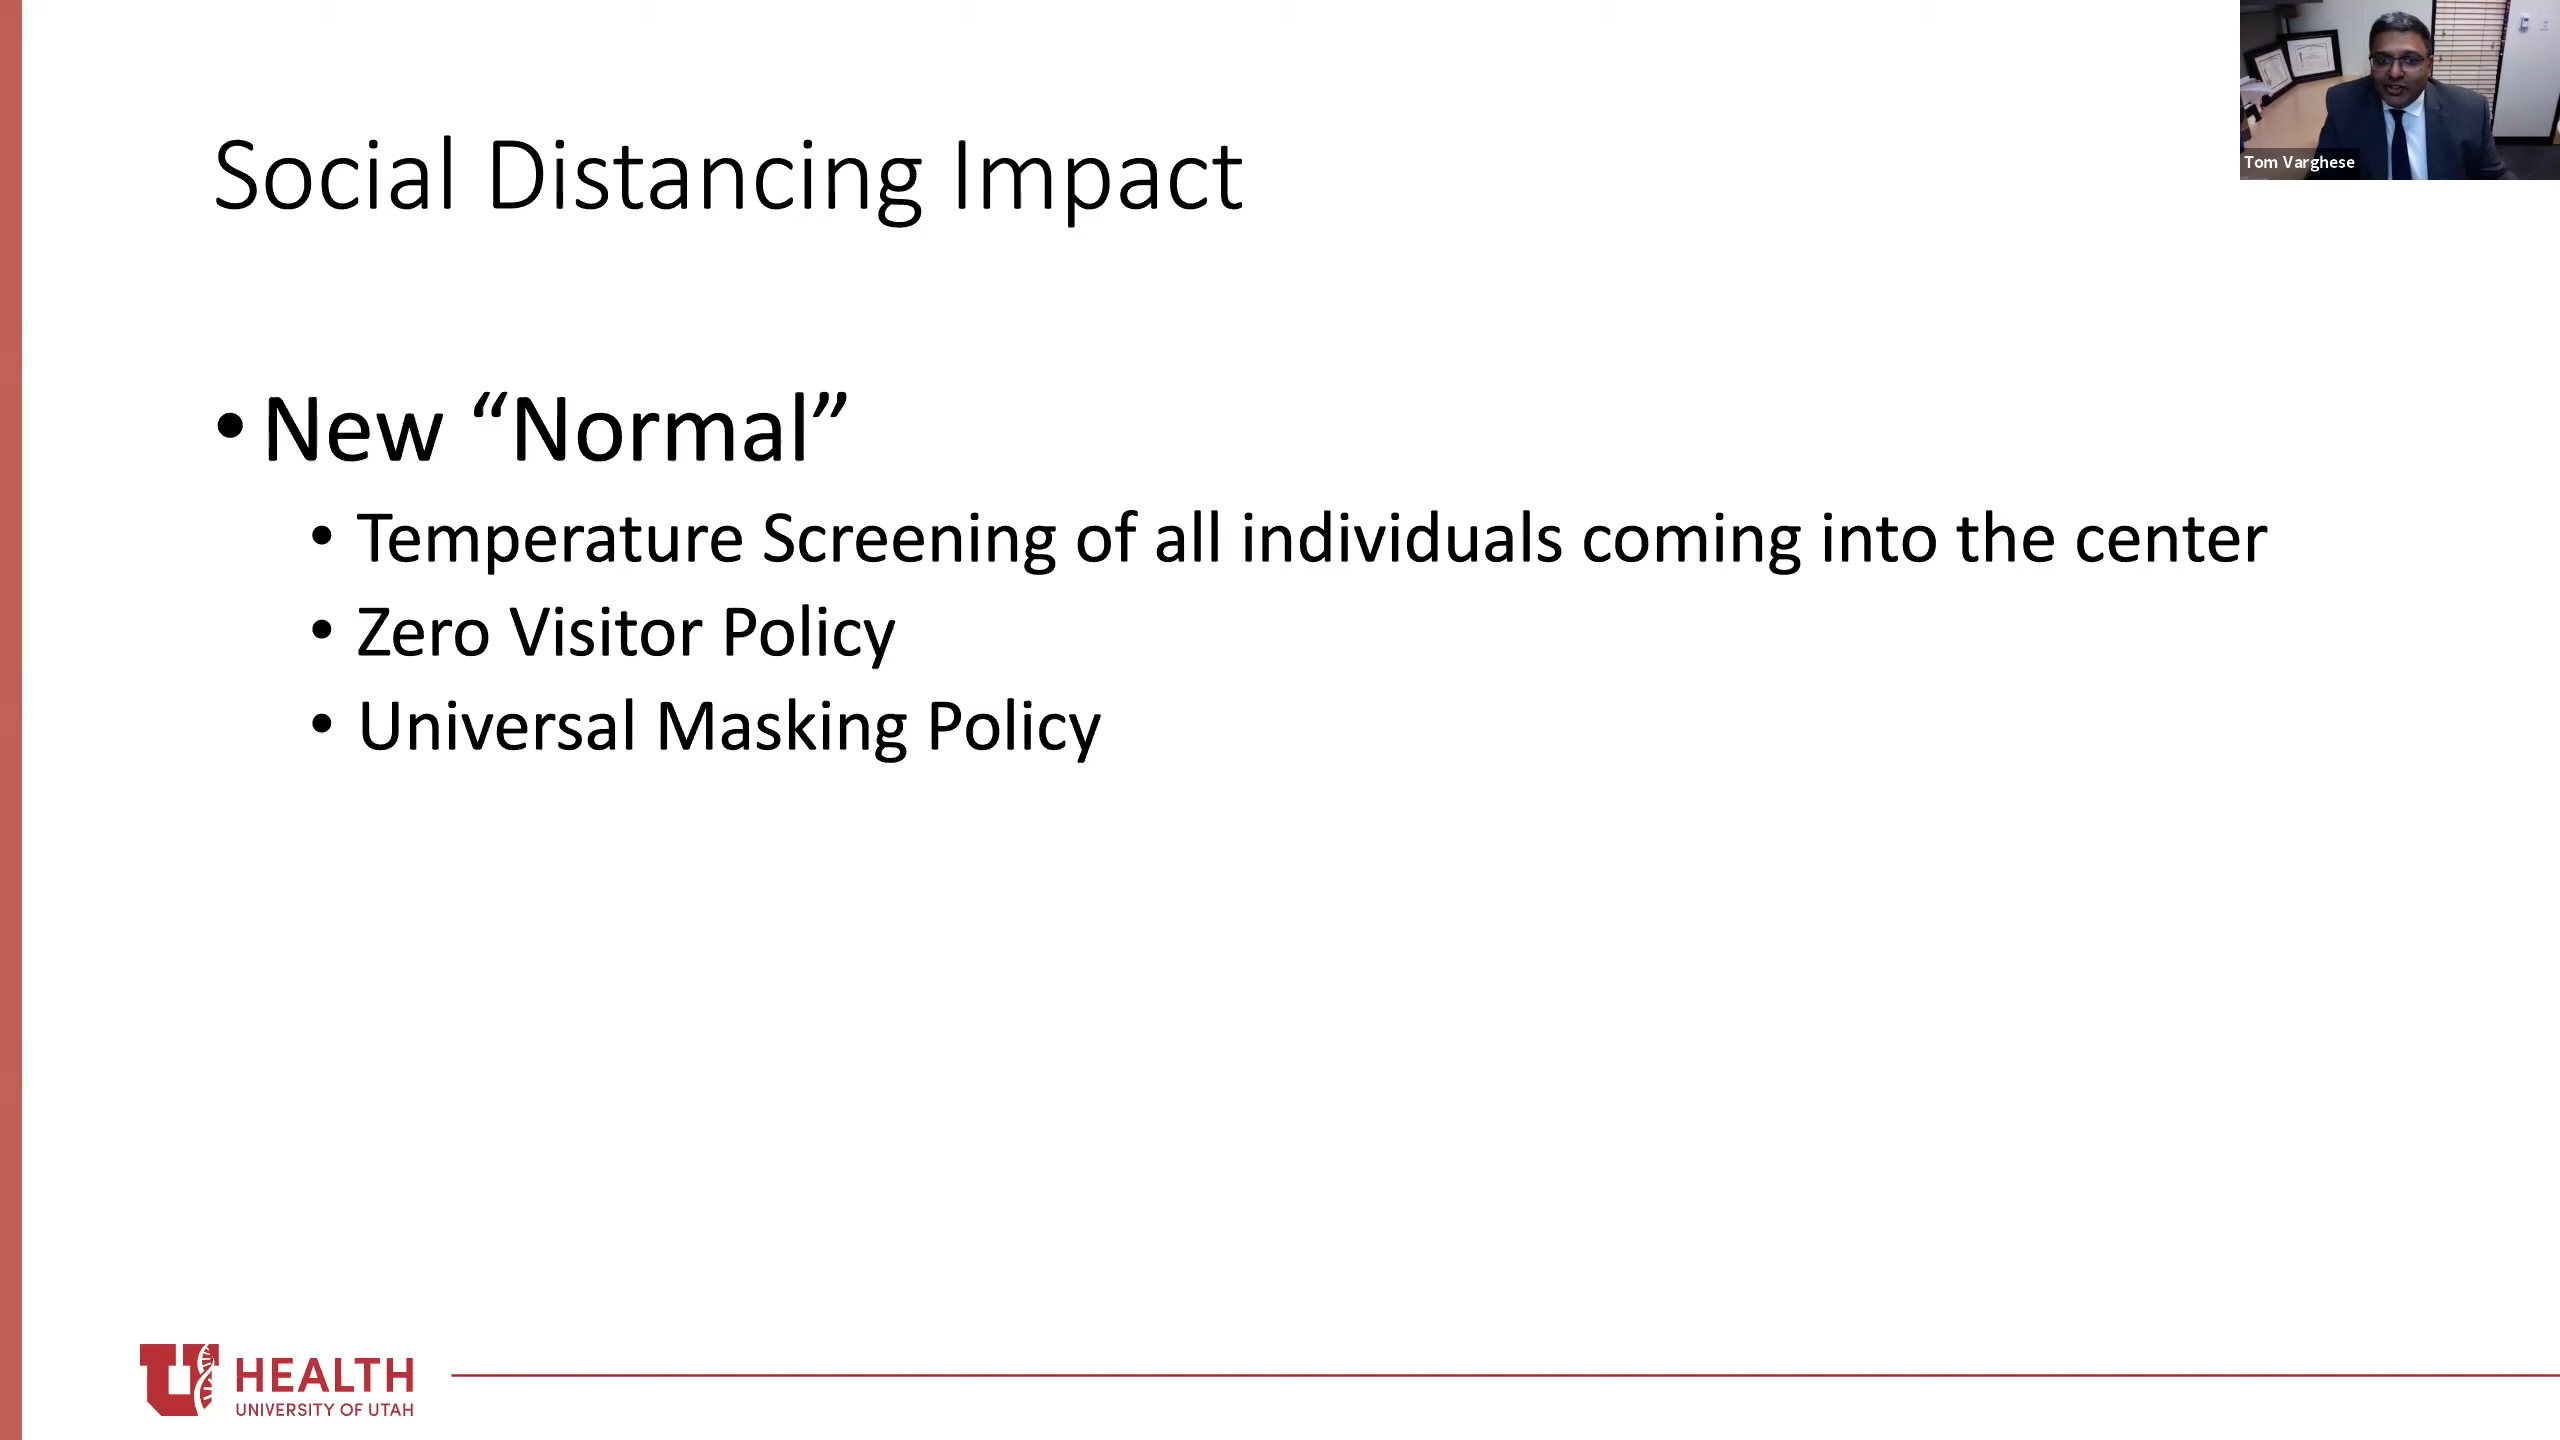 Social Distancing Impact
Tom Varghese
• New “Normal”
• Temperature Screening of all individuals coming into the center
• Zero Visitor Policy
• Universal Masking Policy
U HEALTH
UNIVERSITY OF UTAH